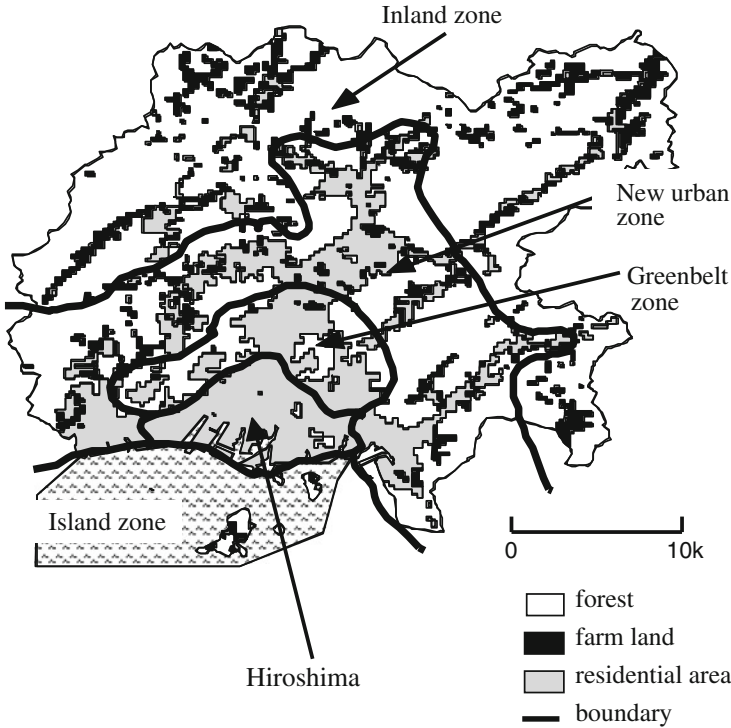 Inland zone
New urban
zone
Greenbelt
zone
Island zone
0 10k
forest
farm land
residential area
boundary
Hiroshima